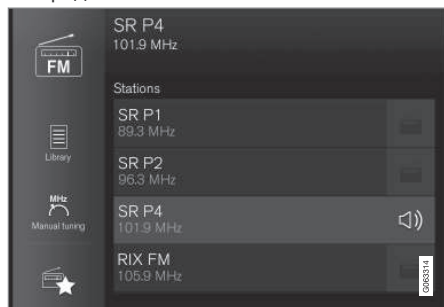 SR P4
101.9 MHz
FM
Stations
SR P1
89.3 MHz
Library
SR P2
96.3 MHz
MHz
Manual tuning
SR P4
101.9 MHz
RIX FM
105.9 MHz
G063314